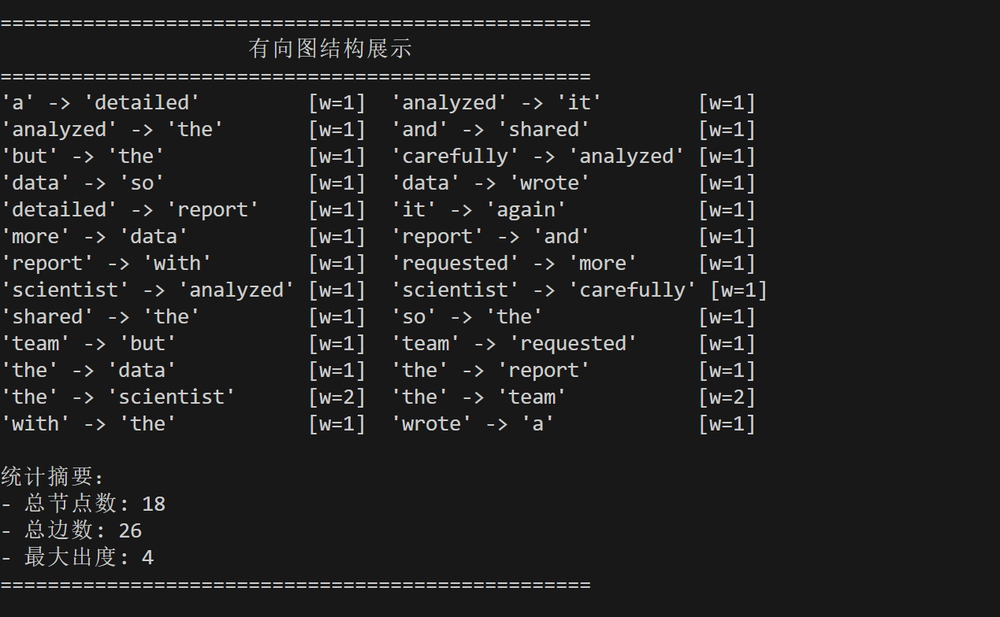 ==================================================
有向图结构展示
==================================================
'a' -> 'detailed' [w=1] 'analyzed' -> 'it' [w=1]
'analyzed' -> 'the' [w=1] 'and' -> 'shared' [w=1]
'but' -> 'the' [w=1] 'carefully' -> 'analyzed' [w=1]
'data' -> 'so' [w=1] 'data' -> 'wrote' [w=1]
'detailed' -> 'report' [w=1] 'it' -> 'again' [w=1]
'more' -> 'data' [w=1] 'report' -> 'and' [w=1]
'report' -> 'with' [w=1] 'requested' -> 'more' [w=1]
'scientist' -> 'analyzed' [w=1] 'scientist' -> 'carefully' [w=1]
'shared' -> 'the' [w=1] 'so' -> 'the' [w=1]
'team' -> 'but' [w=1] 'team' -> 'requested' [w=1]
'the' -> 'data' [w=1] 'the' -> 'report' [w=1]
'the' -> 'scientist' [w=2] 'the' -> 'team' [w=2]
'with' -> 'the' [w=1] 'wrote' -> 'a' [w=1]
统计摘要:
- 总节点数: 18
- 总边数: 26
- 最大出度: 4
==================================================